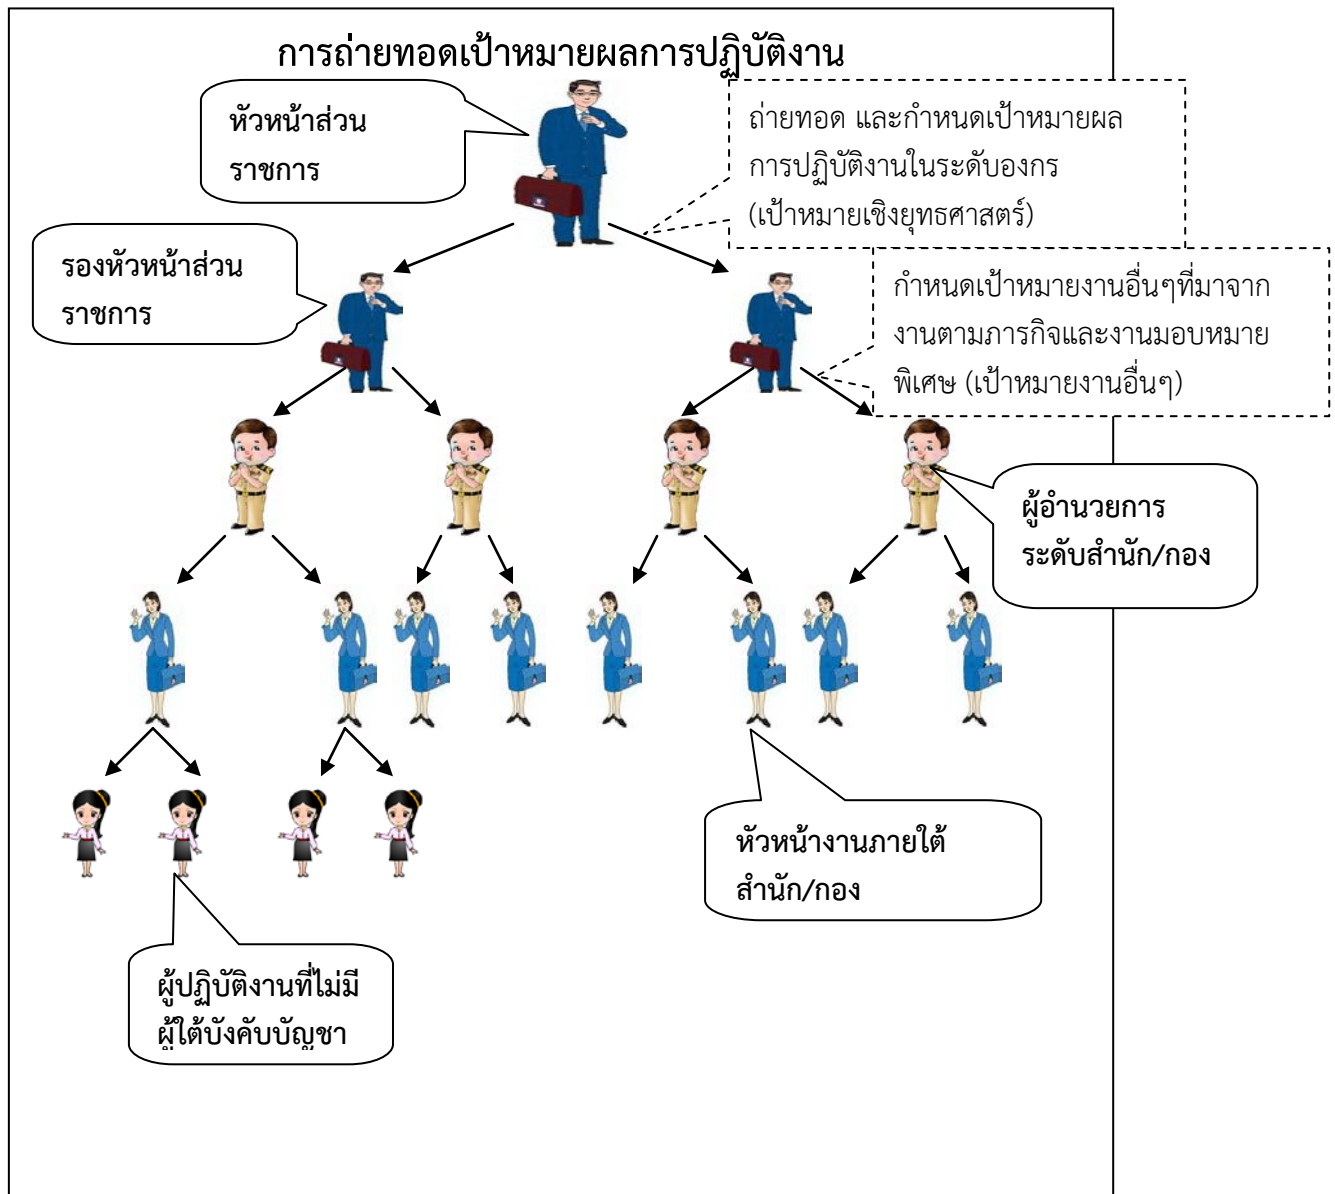 การถ่ายทอดเป้าหมายผลการปฏิบัติงาน
หัวหน้าส่วน
ราชการ
ถ่ายทอด และกำหนดเป้าหมายผล
การปฏิบัติงานในระดับองกร
(เป้าหมายเชิงยุทธศาสตร์)
รองหัวหน้าส่วน
ราชการ
กำหนดเป้าหมายงานอื่นๆที่มาจาก
งานตามภารกิจและงานมอบหมาย
พิเศษ (เป้าหมายงานอื่นๆ)
ผู้อำนวยการ
ระดับสำนัก/กอง
หัวหน้างานภายใต้
สำนัก/กอง
ผู้ปฏิบัติงานที่ไม่มี
ผู้ใต้บังคับบัญชา